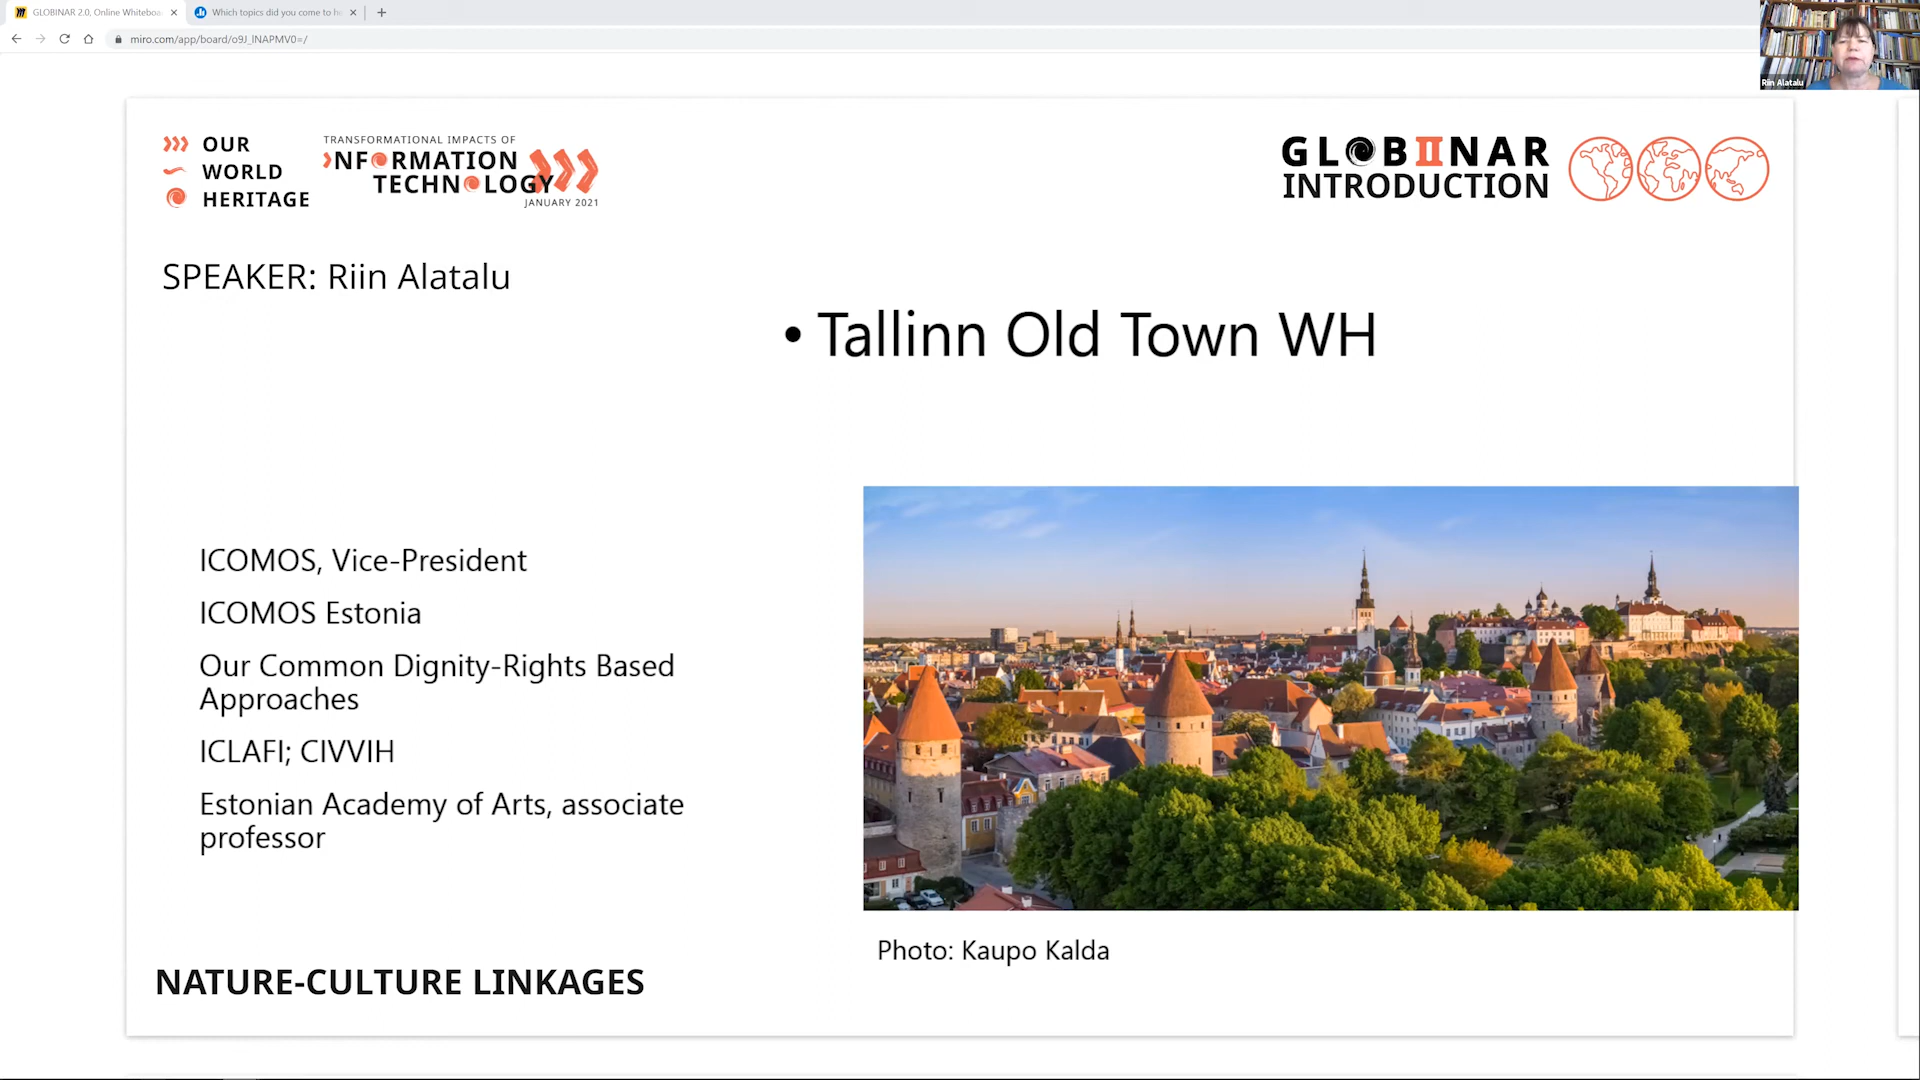 GLOBINAR 2.0, Online Whiteboa
Which topics did you come to h
miro.com/app/board/o9J_lNAPMV0=/
Riin Alatalu
OUR
WORLD
HERITAGE
TRANSFORMATIONAL IMPACTS OF
INFORMATION
TECHNOLOGY
JANUARY 2021
GLOBIINAR
INTRODUCTION
SPEAKER: Riin Alatalu
• Tallinn Old Town WH
ICOMOS, Vice-President
ICOMOS Estonia
Our Common Dignity-Rights Based
Approaches
ICLAFI; CIVVIH
Estonian Academy of Arts, associate
professor
Photo: Kaupo Kalda
NATURE-CULTURE LINKAGES